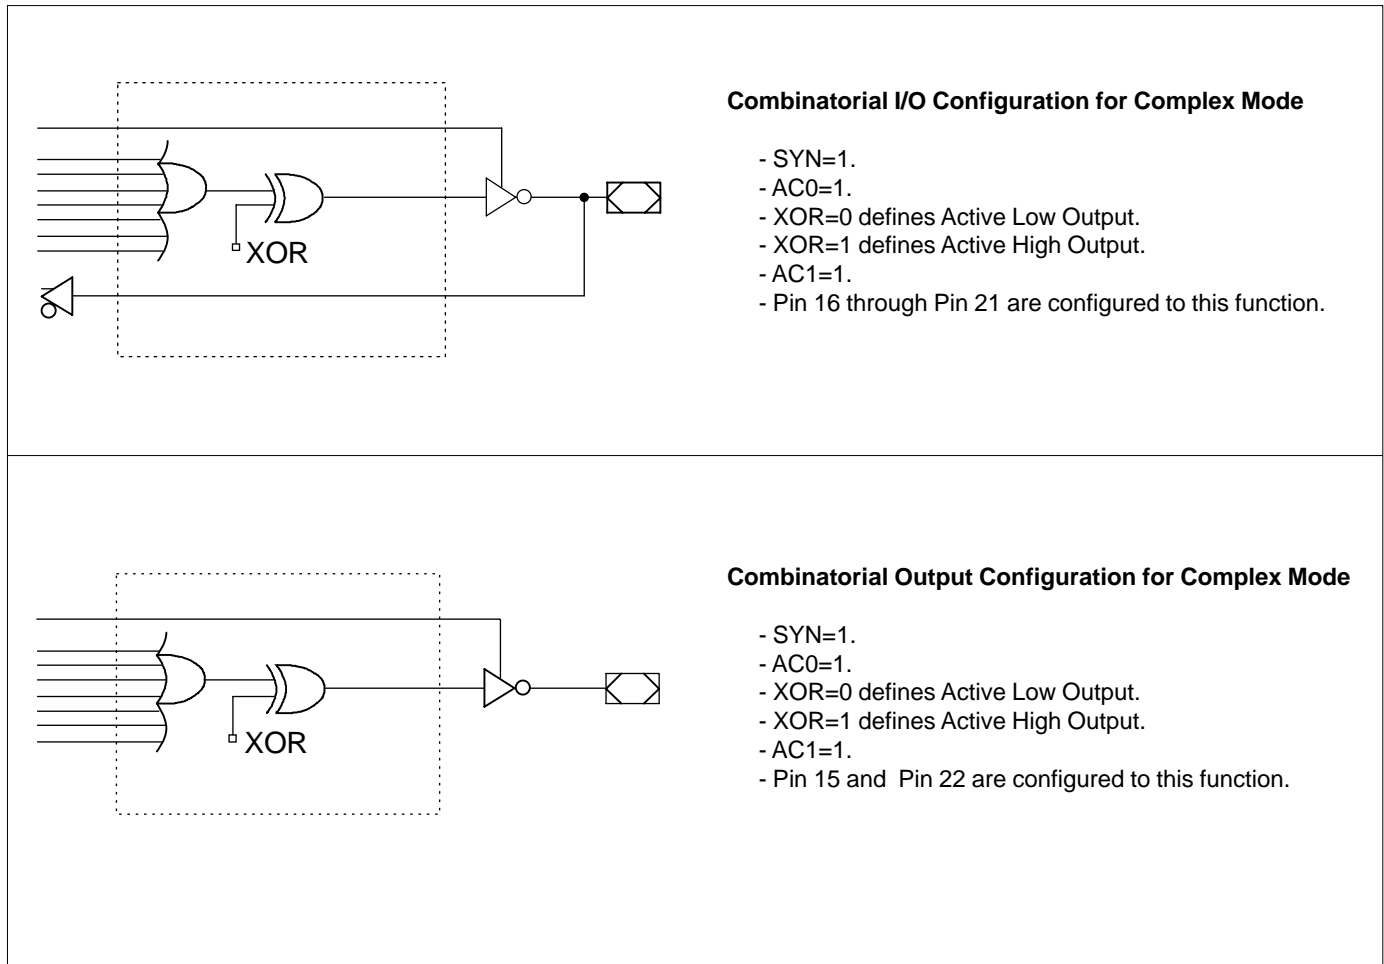 Combinatorial I/O Configuration for Complex Mode
- SYN=1.
- AC0=1.
- XOR=0 defines Active Low Output.
- XOR=1 defines Active High Output.
- AC1=1.
- Pin 16 through Pin 21 are configured to this function.
XOR
Combinatorial Output Configuration for Complex Mode
- SYN=1.
- AC0=1.
- XOR=0 defines Active Low Output.
- XOR=1 defines Active High Output.
- AC1=1.
- Pin 15 and  Pin 22 are configured to this function.
XOR